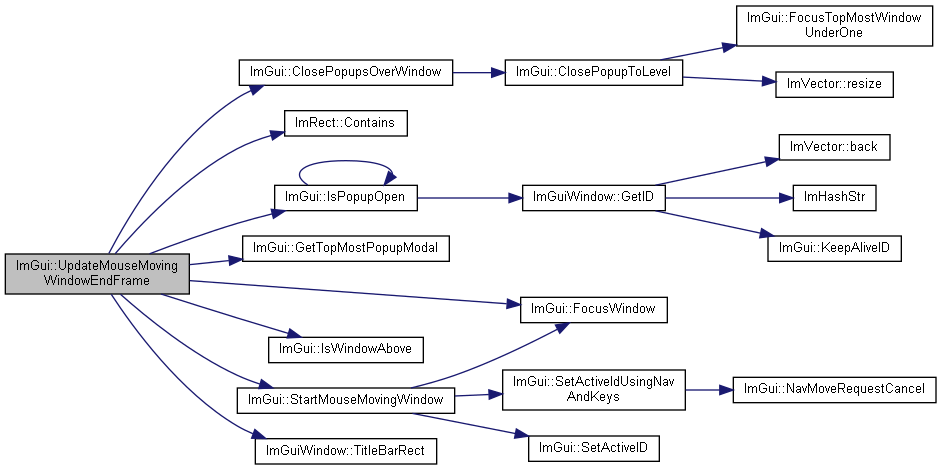 ImGui::FocusTopMostWindow
UnderOne
ImGui::ClosePopupsOverWindow
ImGui::ClosePopupToLevel
ImVector::resize
ImRect::Contains
ImVector::back
ImGui::IsPopupOpen
ImGuiWindow::GetID
ImHashStr
ImGui::KeepAliveID
ImGui::GetTopMostPopupModal
ImGui::UpdateMouseMoving
WindowEndFrame
ImGui::FocusWindow
ImGui::IsWindowAbove
ImGui::SetActiveIdUsingNav
AndKeys
ImGui::NavMoveRequestCancel
ImGui::StartMouseMovingWindow
ImGui::SetActiveID
ImGuiWindow::TitleBarRect